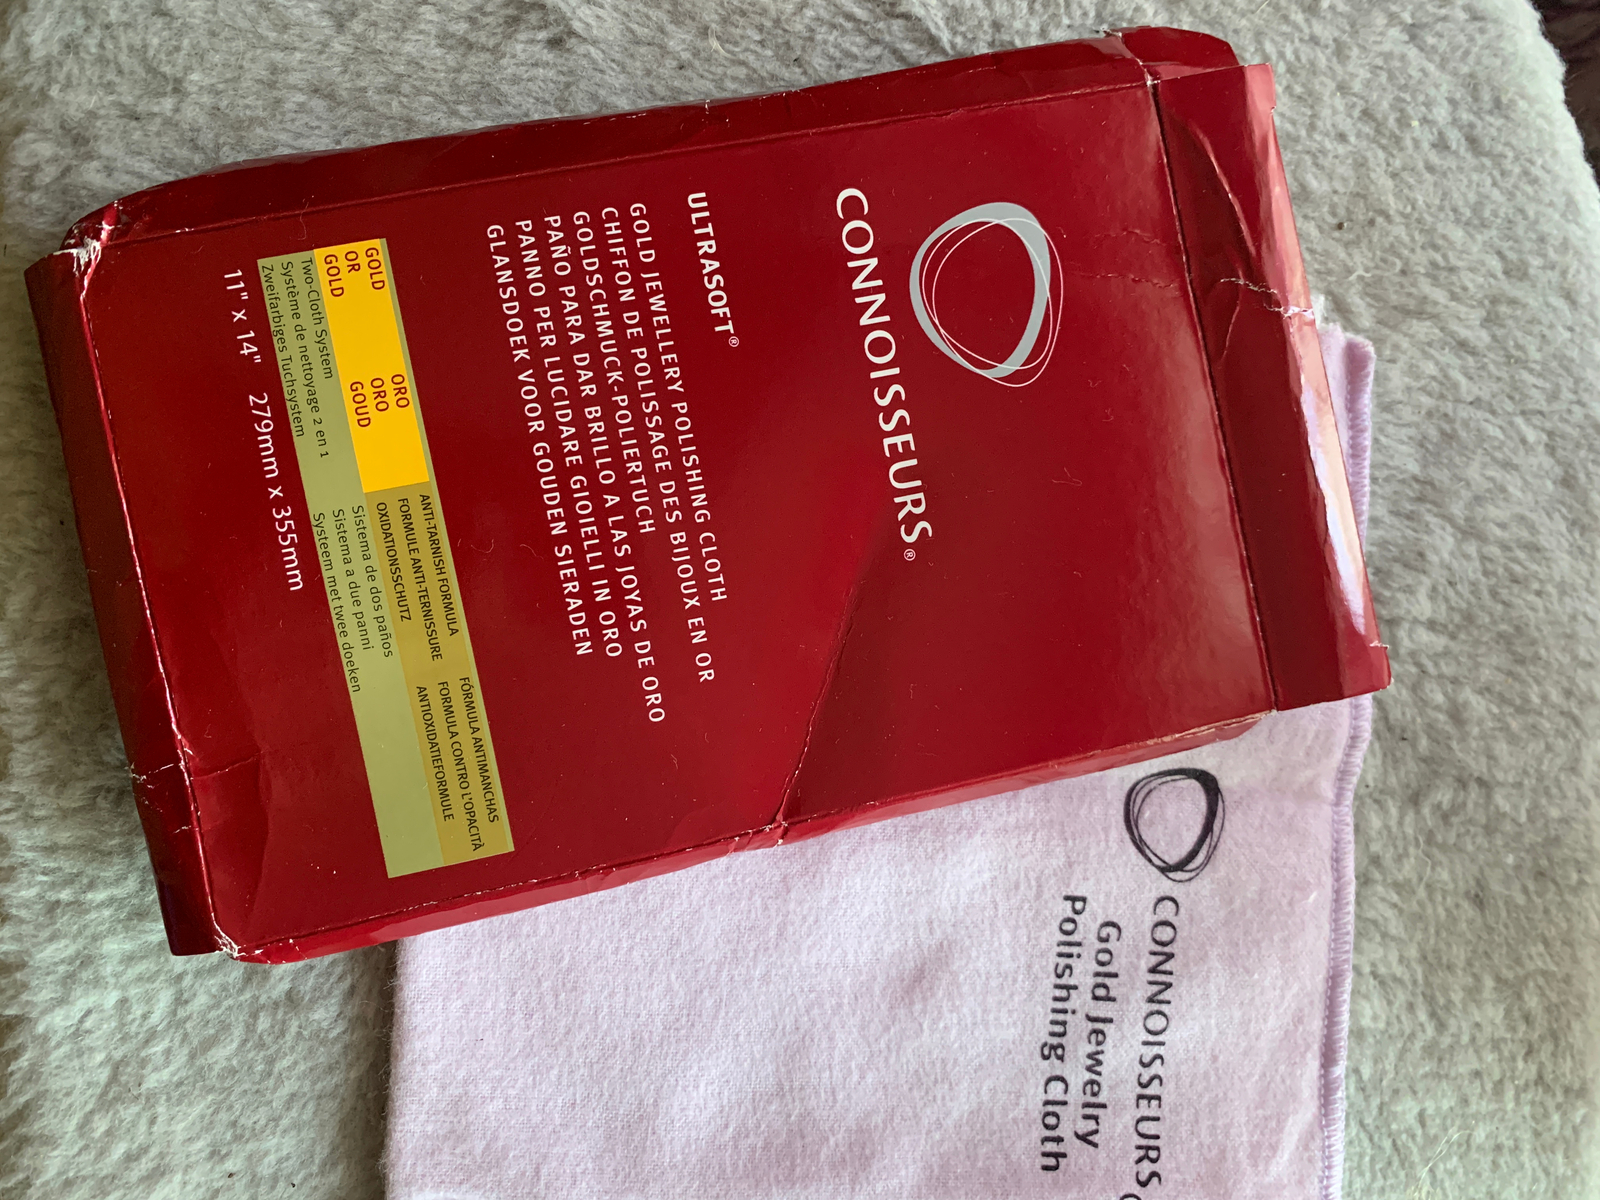 CONNOISSEURS®
ULTRASOFT®
GOLD JEWELLERY POLISHING CLOTH
CHIFFON DE POLISSAGE DES BIJOUX EN OR
GOLDSCHMUCK-POLIERTUCH
PAÑO PARA DAR BRILLO A LAS JOYAS DE ORO
PANNO PER LUCIDARE GIOIELLI IN ORO
GLANSDOEK VOOR GOUDEN SIERADEN
GOLD ORO
OR ORO
GOLD GOUD
ANTI-TARNISH FORMULA FÓRMULA ANTIMANCHAS
FORMULE ANTI-TERNISSURE FORMULA CONTRO L'OPACITÀ
OXIDATIONSSCHUTZ ANTIOXIDATIEFORMULE
Two-Cloth System Sistema de dos paños
Système de nettoyage 2 en 1 Sistema a due panni
Zweifarbiges Tuchsystem Systeem met twee doeken
11" x 14" 279mm x 355mm
CONNOISSEURS
Gold Jewelry
Polishing Cloth